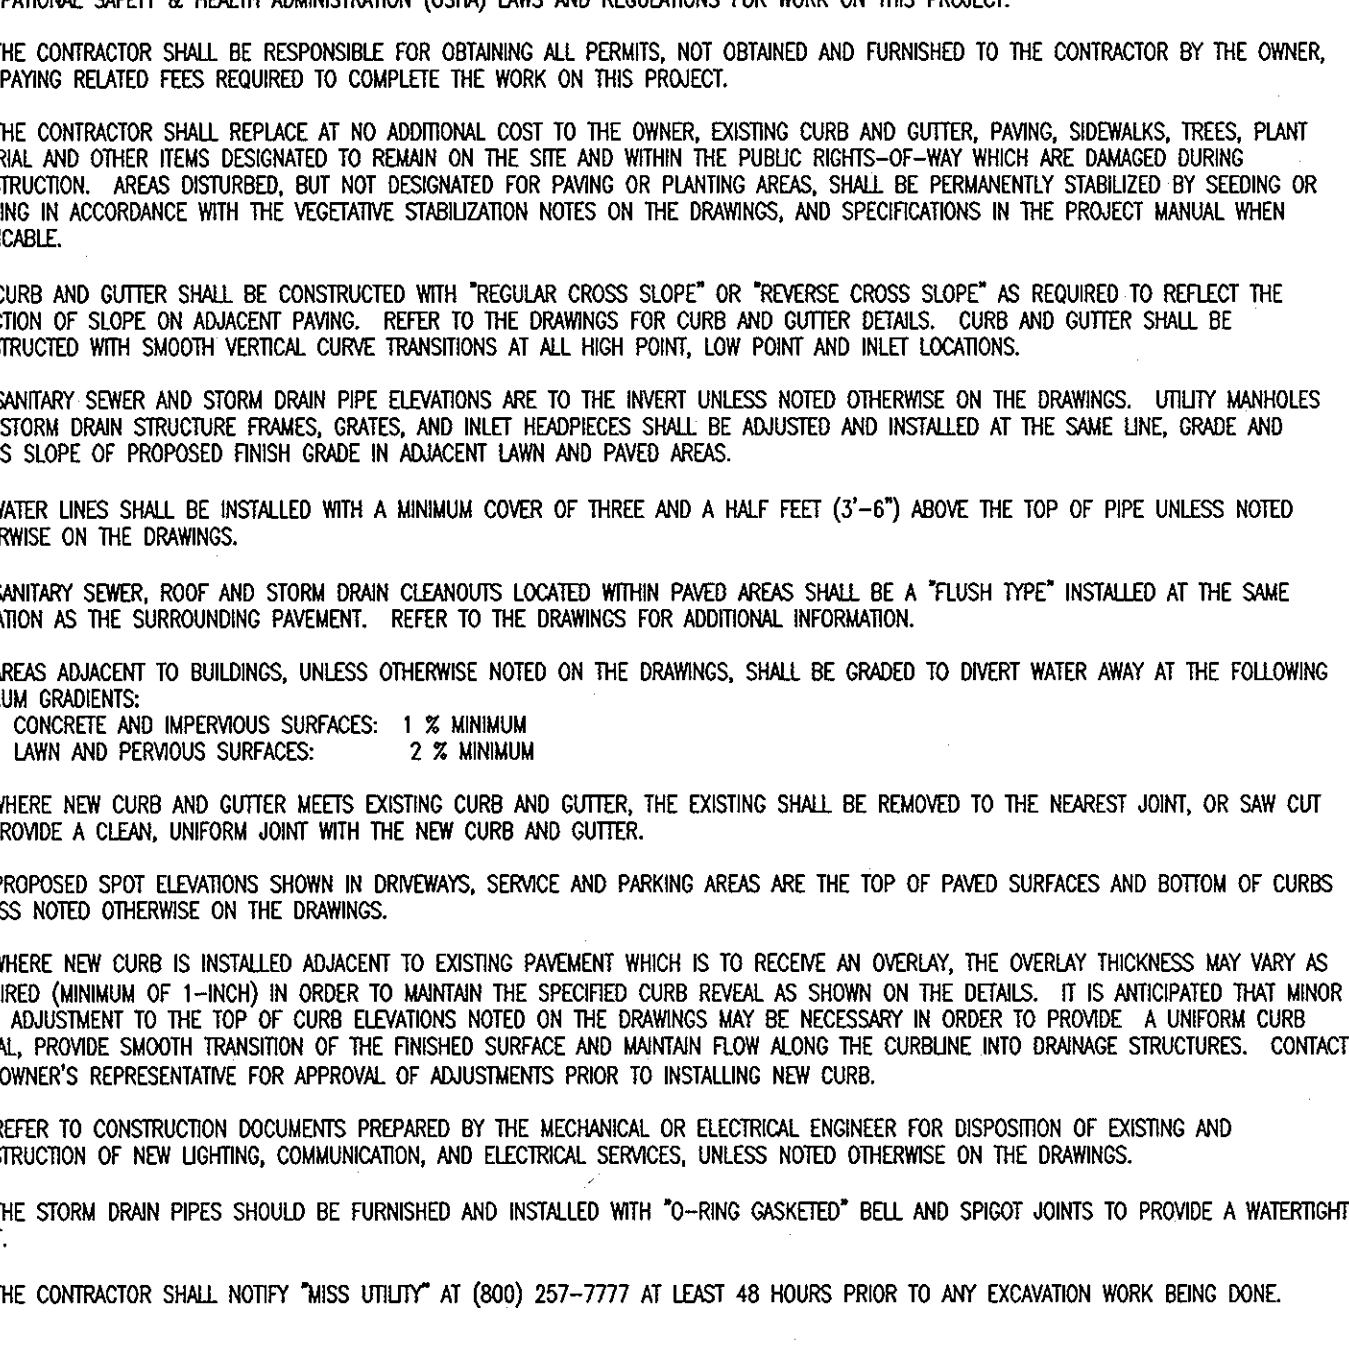 PATIONAL SAFETY & HEALTH ADMINISTRATION (OSHA) LAWS AND REGULATIONS FOR WORK ON THIS PROJECT.
THE CONTRACTOR SHALL BE RESPONSIBLE FOR OBTAINING ALL PERMITS, NOT OBTAINED AND FURNISHED TO THE CONTRACTOR BY THE OWNER,
PAYING RELATED FEES REQUIRED TO COMPLETE THE WORK ON THIS PROJECT.
THE CONTRACTOR SHALL REPLACE AT NO ADDITIONAL COST TO THE OWNER, EXISTING CURB AND GUTTER, PAVING, SIDEWALKS, TREES, PLANT
RIAL AND OTHER ITEMS DESIGNATED TO REMAIN ON THE SITE AND WITHIN THE PUBLIC RIGHTS-OF-WAY WHICH ARE DAMAGED DURING
TRUCTION. AREAS DISTURBED, BUT NOT DESIGNATED FOR PAVING OR PLANTING AREAS, SHALL BE PERMANENTLY STABILIZED BY SEEDING OR
ING IN ACCORDANCE WITH THE VEGETATIVE STABILIZATION NOTES ON THE DRAWINGS, AND SPECIFICATIONS IN THE PROJECT MANUAL WHEN
ICABLE.
CURB AND GUTTER SHALL BE CONSTRUCTED WITH "REGULAR CROSS SLOPE" OR "REVERSE CROSS SLOPE" AS REQUIRED TO REFLECT THE
CTION OF SLOPE ON ADJACENT PAVING. REFER TO THE DRAWINGS FOR CURB AND GUTTER DETAILS. CURB AND GUTTER SHALL BE
TRUCTED WITH SMOOTH VERTICAL CURVE TRANSITIONS AT ALL HIGH POINT, LOW POINT AND INLET LOCATIONS.
SANITARY SEWER AND STORM DRAIN PIPE ELEVATIONS ARE TO THE INVERT UNLESS NOTED OTHERWISE ON THE DRAWINGS. UTILITY MANHOLES
STORM DRAIN STRUCTURE FRAMES, GRATES, AND INLET HEADPIECES SHALL BE ADJUSTED AND INSTALLED AT THE SAME LINE, GRADE AND
S SLOPE OF PROPOSED FINISH GRADE IN ADJACENT LAWN AND PAVED AREAS.
WATER LINES SHALL BE INSTALLED WITH A MINIMUM COVER OF THREE AND A HALF FEET (3'-6") ABOVE THE TOP OF PIPE UNLESS NOTED
RWISE ON THE DRAWINGS.
SANITARY SEWER, ROOF AND STORM DRAIN CLEANOUTS LOCATED WITHIN PAVED AREAS SHALL BE A "FLUSH TYPE" INSTALLED AT THE SAME
ATION AS THE SURROUNDING PAVEMENT. REFER TO THE DRAWINGS FOR ADDITIONAL INFORMATION.
AREAS ADJACENT TO BUILDINGS, UNLESS OTHERWISE NOTED ON THE DRAWINGS, SHALL BE GRADED TO DIVERT WATER AWAY AT THE FOLLOWING
UM GRADIENTS:
CONCRETE AND IMPERVIOUS SURFACES: 1 % MINIMUM
LAWN AND PERVIOUS SURFACES: 2 % MINIMUM
WHERE NEW CURB AND GUTTER MEETS EXISTING CURB AND GUTTER, THE EXISTING SHALL BE REMOVED TO THE NEAREST JOINT, OR SAW CUT
PROVIDE A CLEAN, UNIFORM JOINT WITH THE NEW CURB AND GUTTER.
PROPOSED SPOT ELEVATIONS SHOWN IN DRIVEWAYS, SERVICE AND PARKING AREAS ARE THE TOP OF PAVED SURFACES AND BOTTOM OF CURBS
SS NOTED OTHERWISE ON THE DRAWINGS.
WHERE NEW CURB IS INSTALLED ADJACENT TO EXISTING PAVEMENT WHICH IS TO RECEIVE AN OVERLAY, THE OVERLAY THICKNESS MAY VARY AS
IRED (MINIMUM OF 1-INCH) IN ORDER TO MAINTAIN THE SPECIFIED CURB REVEAL AS SHOWN ON THE DETAILS. IT IS ANTICIPATED THAT MINOR
ADJUSTMENT TO THE TOP OF CURB ELEVATIONS NOTED ON THE DRAWINGS MAY BE NECESSARY IN ORDER TO PROVIDE A UNIFORM CURB
AL, PROVIDE SMOOTH TRANSITION OF THE FINISHED SURFACE AND MAINTAIN FLOW ALONG THE CURBLINE INTO DRAINAGE STRUCTURES. CONTACT
OWNER'S REPRESENTATIVE FOR APPROVAL OF ADJUSTMENTS PRIOR TO INSTALLING NEW CURB.
REFER TO CONSTRUCTION DOCUMENTS PREPARED BY THE MECHANICAL OR ELECTRICAL ENGINEER FOR DISPOSITION OF EXISTING AND
TRUCTION OF NEW LIGHTING, COMMUNICATION, AND ELECTRICAL SERVICES, UNLESS NOTED OTHERWISE ON THE DRAWINGS.
THE STORM DRAIN PIPES SHOULD BE FURNISHED AND INSTALLED WITH "O-RING GASKETED" BELL AND SPIGOT JOINTS TO PROVIDE A WATERTIGHT
THE CONTRACTOR SHALL NOTIFY "MISS UTILITY" AT (800) 257-7777 AT LEAST 48 HOURS PRIOR TO ANY EXCAVATION WORK BEING DONE.